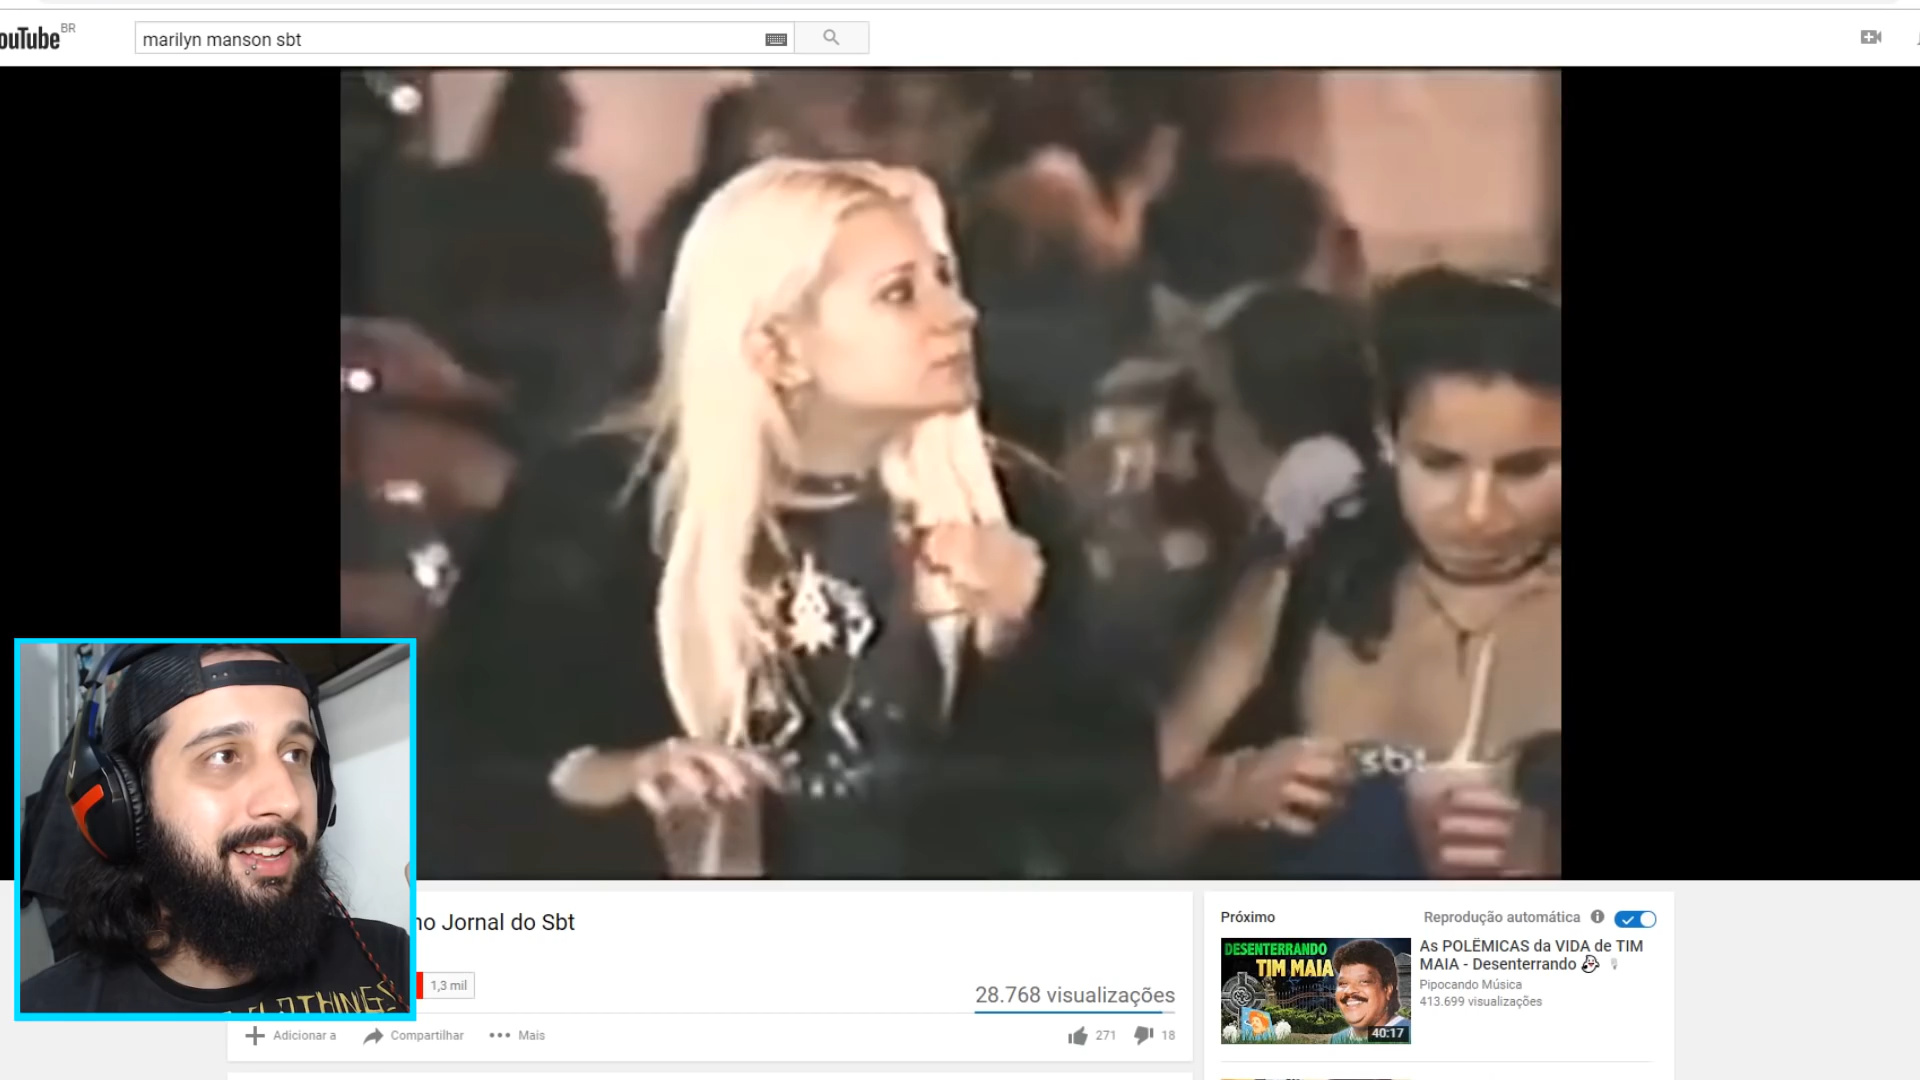 ouTube BR
marilyn manson sbt
sbt
no Jornal do Sbt
1,3 mil
28.768 visualizações
Adicionar a
Compartilhar
Mais
271
18
Próximo
Reprodução automática
DESENTERRANDO
TIM MAIA
40:17
As POLÊMICAS da VIDA de TIM
MAIA - Desenterrando
Pipocando Música
413.699 visualizações
CLOTHINGS